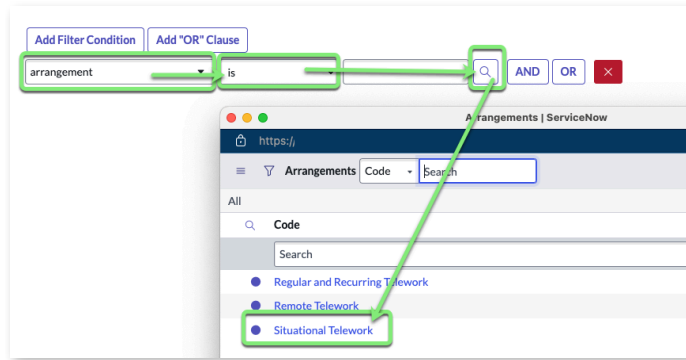 Add Filter Condition Add "OR" Clause
arrangement is AND OR ×
Arrangements | ServiceNow
https:/
Arrangements Code Search
All
Code
Search
Regular and Recurring Telework
Remote Telework
Situational Telework